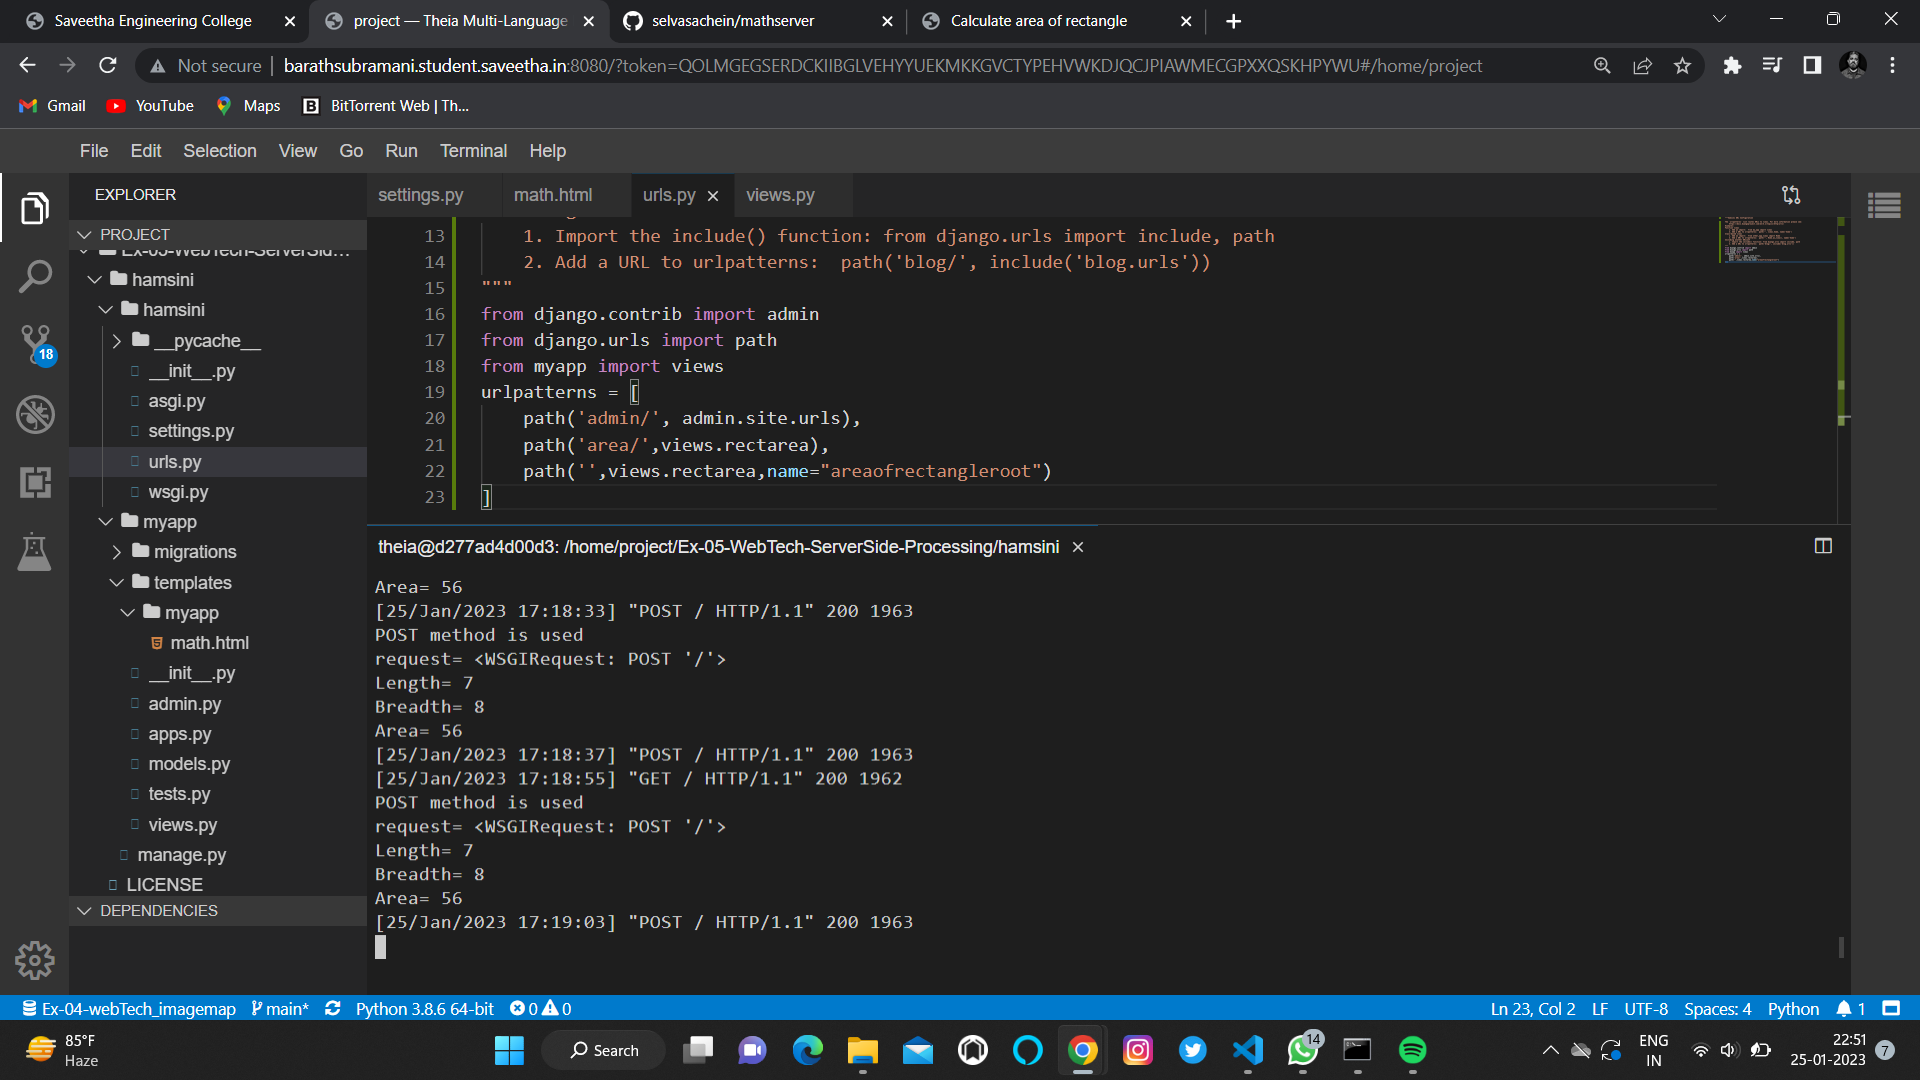 Saveetha Engineering College
project — Theia Multi-Language
selvasachein/mathserver
Calculate area of rectangle
Not secure
barathsubramani.student.saveetha.in:8080/?token=QOLMGEGSERDCKIIBGLVEHYYUEKMKKGVCTYPEHVWKDJQCJPIAWMECGPXXQSKHPYWU#/home/project
Gmail
YouTube
Maps
BitTorrent Web | Th...
File Edit Selection View Go Run Terminal Help
EXPLORER
PROJECT
Ex-05-WebTech-ServerSid...
hamsini
hamsini
__pycache__
__init__.py
asgi.py
settings.py
urls.py
wsgi.py
myapp
migrations
templates
myapp
math.html
__init__.py
admin.py
apps.py
models.py
tests.py
views.py
manage.py
LICENSE
DEPENDENCIES
18
settings.py
math.html
urls.py
views.py
13 1. Import the include() function: from django.urls import include, path
14 2. Add a URL to urlpatterns:  path('blog/', include('blog.urls'))
15 """
16 from django.contrib import admin
17 from django.urls import path
18 from myapp import views
19 urlpatterns = [
20 path('admin/', admin.site.urls),
21 path('area/',views.rectarea),
22 path('',views.rectarea,name="areaofrectangleroot")
23 ]
theia@d277ad4d00d3: /home/project/Ex-05-WebTech-ServerSide-Processing/hamsini
Area= 56
[25/Jan/2023 17:18:33] "POST / HTTP/1.1" 200 1963
POST method is used
request= <WSGIRequest: POST '/'>
Length= 7
Breadth= 8
Area= 56
[25/Jan/2023 17:18:37] "POST / HTTP/1.1" 200 1963
[25/Jan/2023 17:18:55] "GET / HTTP/1.1" 200 1962
POST method is used
request= <WSGIRequest: POST '/'>
Length= 7
Breadth= 8
Area= 56
[25/Jan/2023 17:19:03] "POST / HTTP/1.1" 200 1963
Ex-04-webTech_imagemap
main*
Python 3.8.6 64-bit
0
0
Ln 23, Col 2
LF
UTF-8
Spaces: 4
Python
1
85°F
Haze
Search
14
ENG
IN
22:51
25-01-2023
7